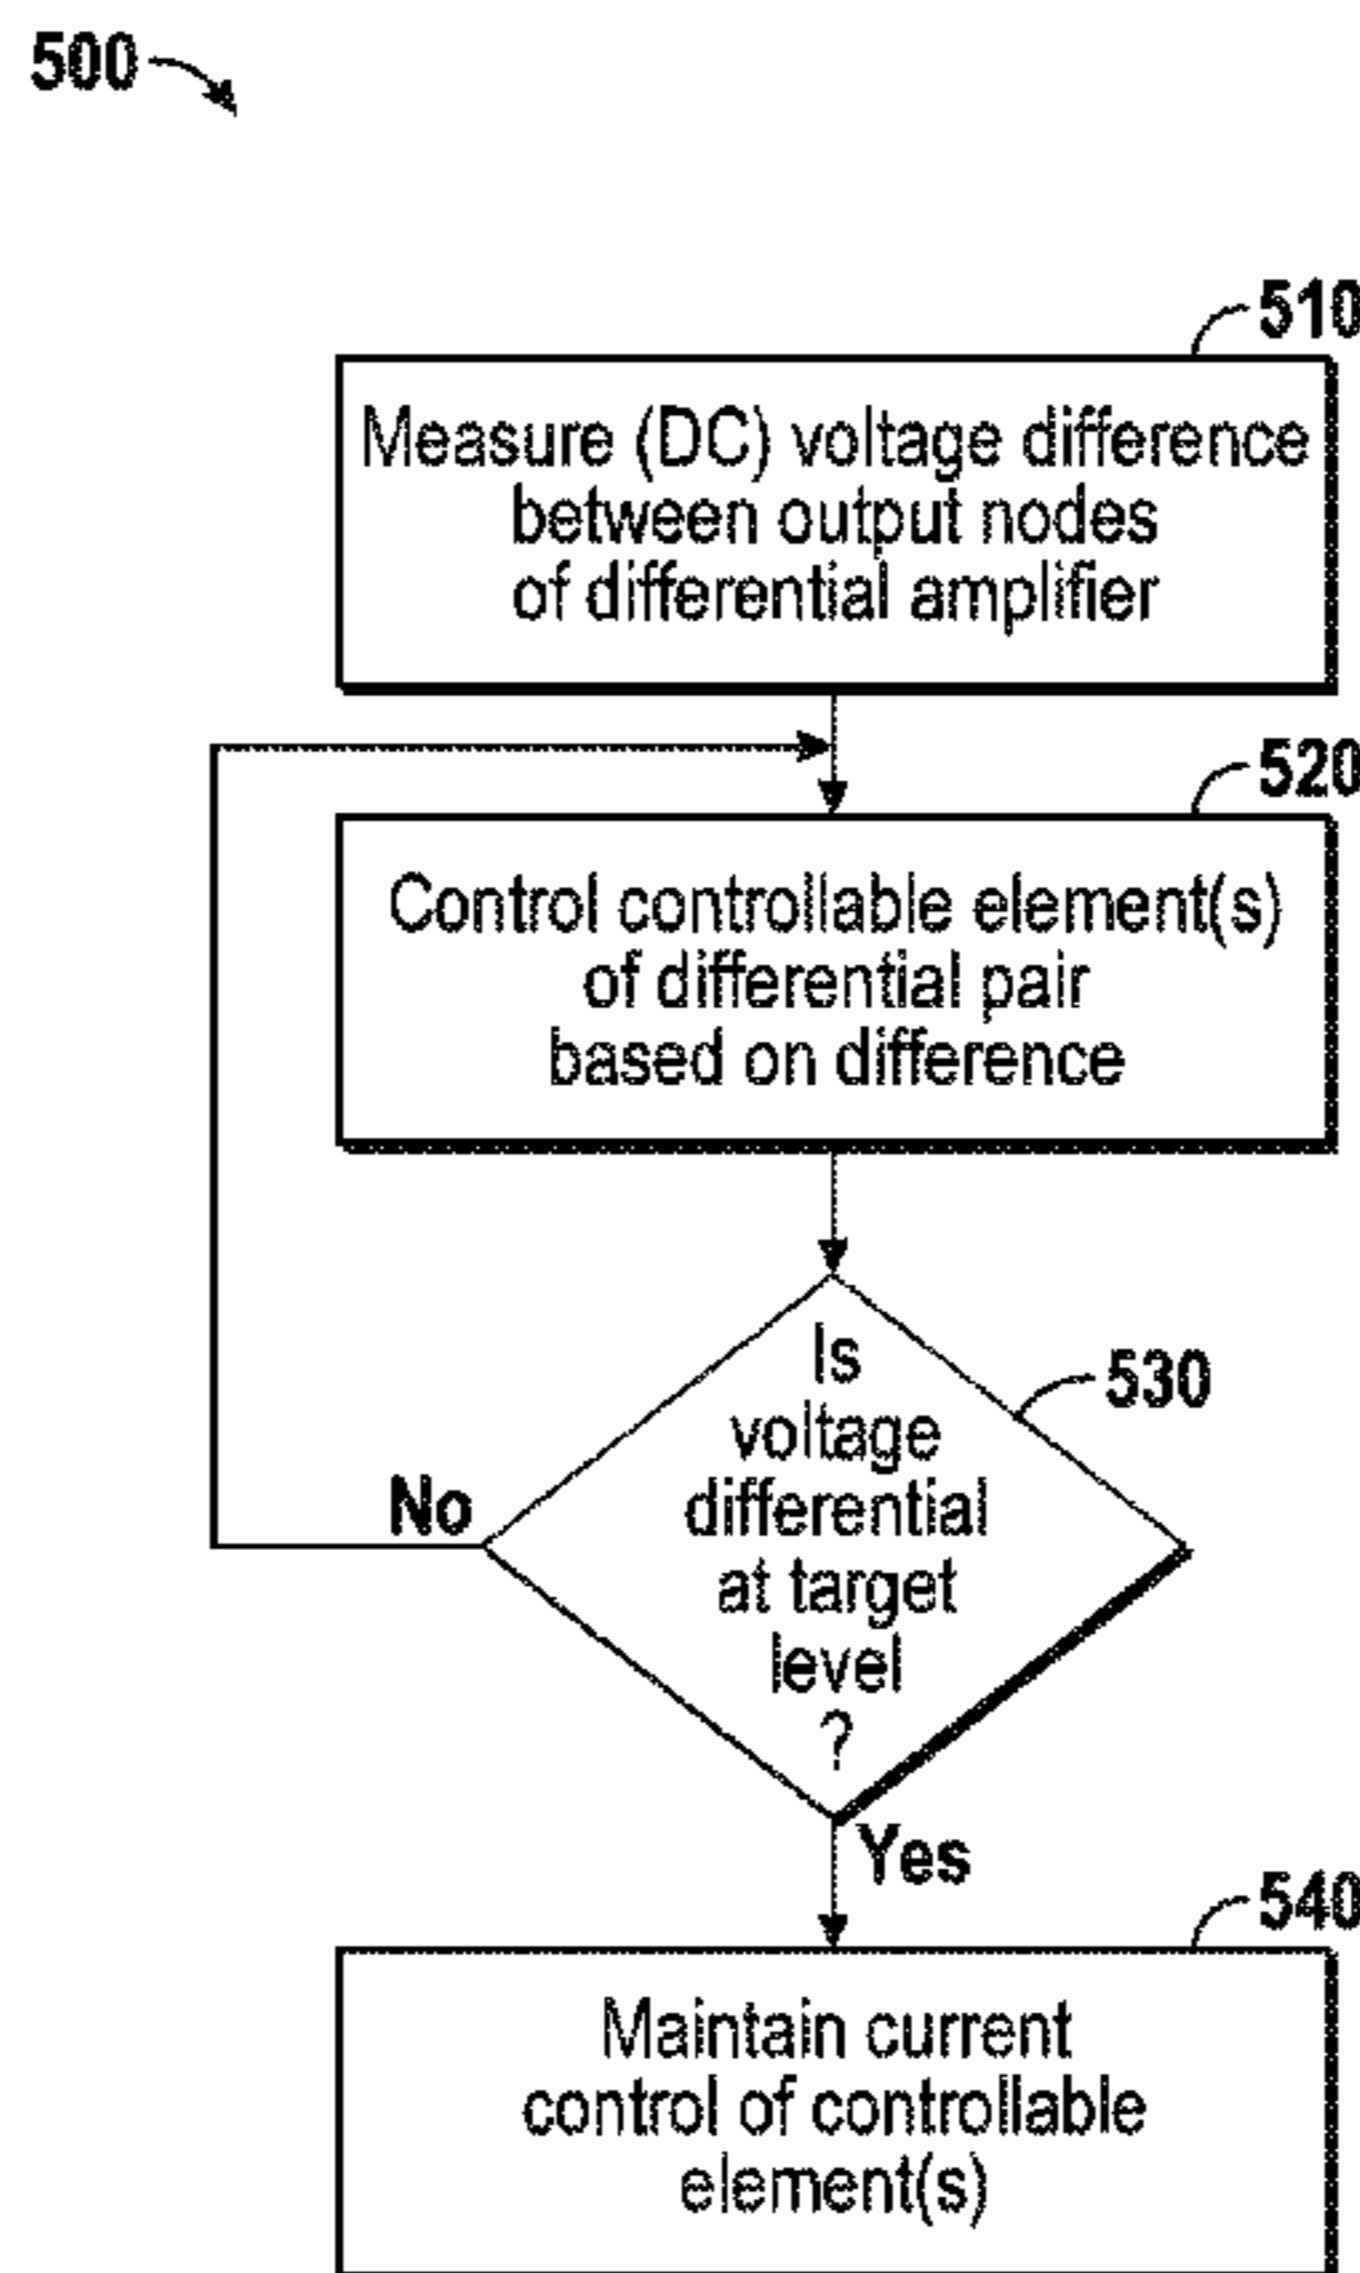 500
510
Measure (DC) voltage difference
between output nodes
of differential amplifier
520
Control controllable element(s)
of differential pair
based on difference
530
Is
voltage
differential
at target
level
?
No
Yes
540
Maintain current
control of controllable
element(s)